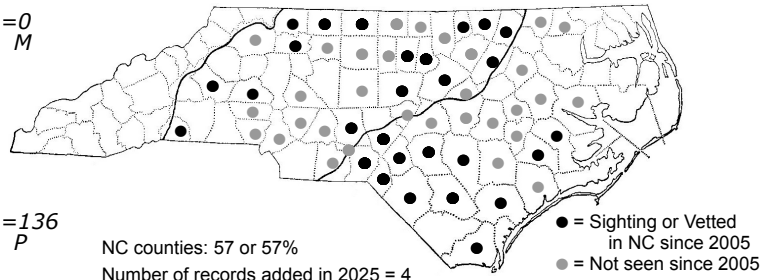 =0
M
=136
P
NC counties: 57 or 57%
Number of records added in 2025 = 4
= Sighting or Vetted
in NC since 2005
= Not seen since 2005